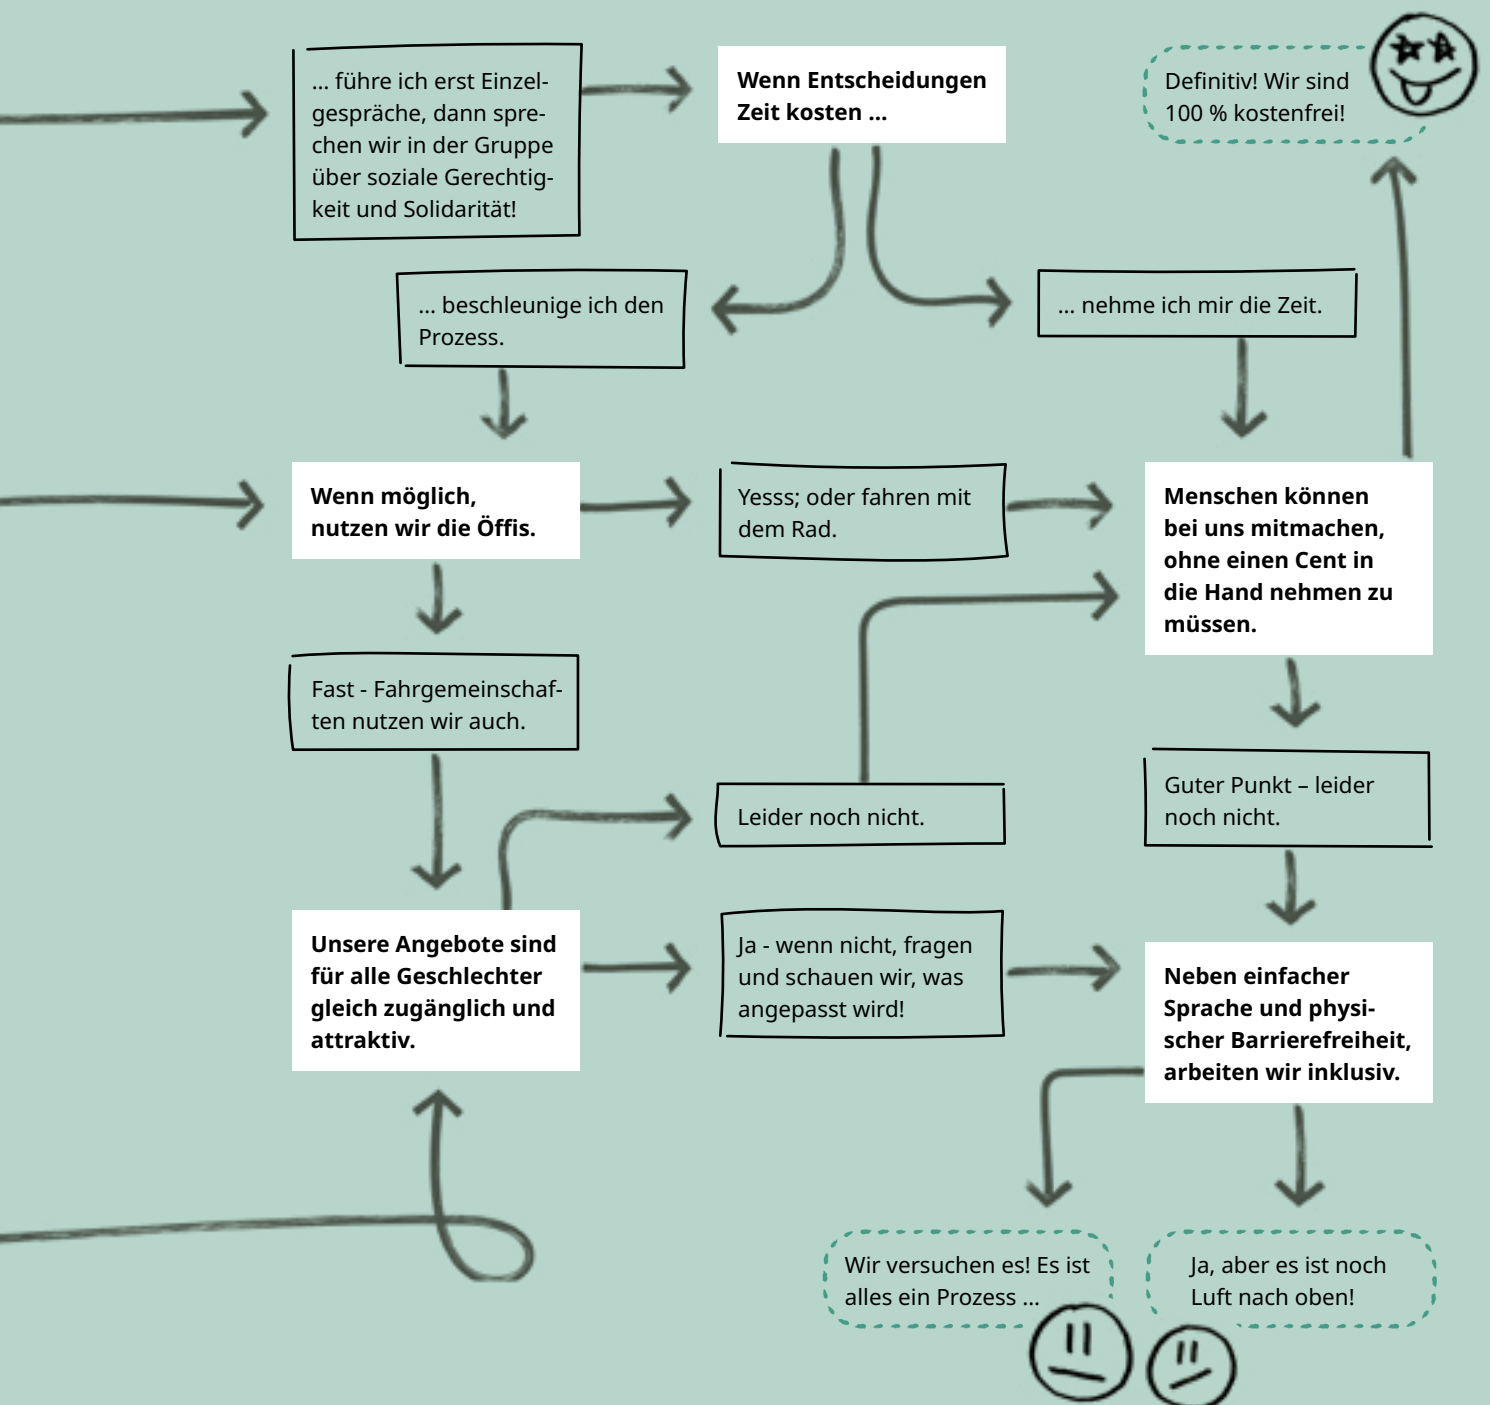 ... führe ich erst Einzel-
gespräche, dann spre-
chen wir in der Gruppe
über soziale Gerechtig-
keit und Solidarität!
Wenn Entscheidungen
Zeit kosten ...
Definitiv! Wir sind
100 % kostenfrei!
... beschleunige ich den
Prozess.
... nehme ich mir die Zeit.
Wenn möglich,
nutzen wir die Öffis.
Yesss; oder fahren mit
dem Rad.
Menschen können
bei uns mitmachen,
ohne einen Cent in
die Hand nehmen zu
müssen.
Fast - Fahrgemeinschaf-
ten nutzen wir auch.
Leider noch nicht.
Guter Punkt – leider
noch nicht.
Unsere Angebote sind
für alle Geschlechter
gleich zugänglich und
attraktiv.
Ja - wenn nicht, fragen
und schauen wir, was
angepasst wird!
Neben einfacher
Sprache und physi-
scher Barrierefreiheit,
arbeiten wir inklusiv.
Wir versuchen es! Es ist
alles ein Prozess ...
Ja, aber es ist noch
Luft nach oben!